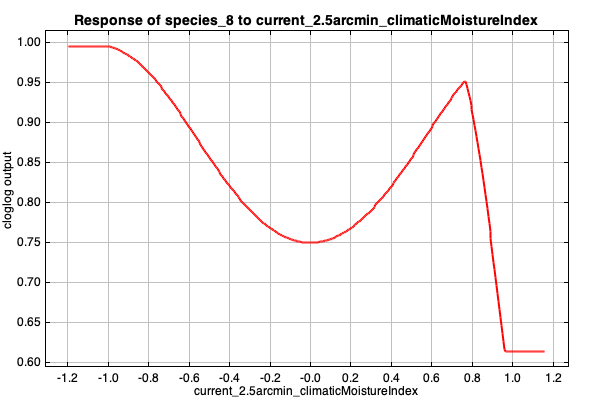 Response of species_8 to current_2.5arcmin_climaticMoistureIndex
1.00
0.95
0.90
0.85
0.80
0.75
0.70
0.65
0.60
cloglog output
-1.2 -1.0 -0.8 -0.6 -0.4 -0.2 -0.0 0.2 0.4 0.6 0.8 1.0 1.2
current_2.5arcmin_climaticMoistureIndex